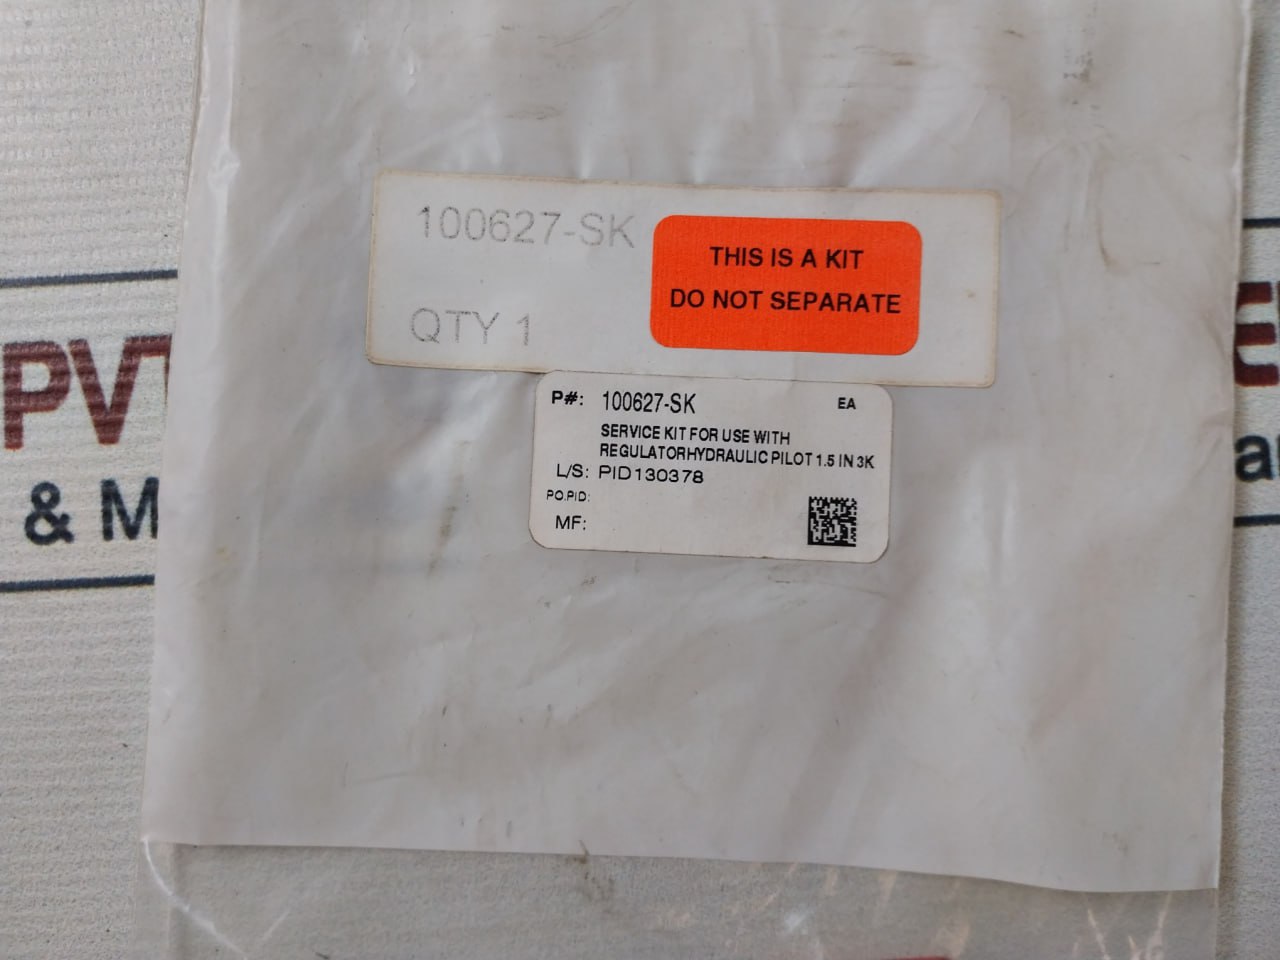 100627-SK
THIS IS A KIT
DO NOT SEPARATE
QTY 1
P#: 100627-SK EA
SERVICE KIT FOR USE WITH
REGULATORHYDRAULIC PILOT 1.5 IN 3K
L/S: PID130378
PO.PID:
MF:
PVT
& M